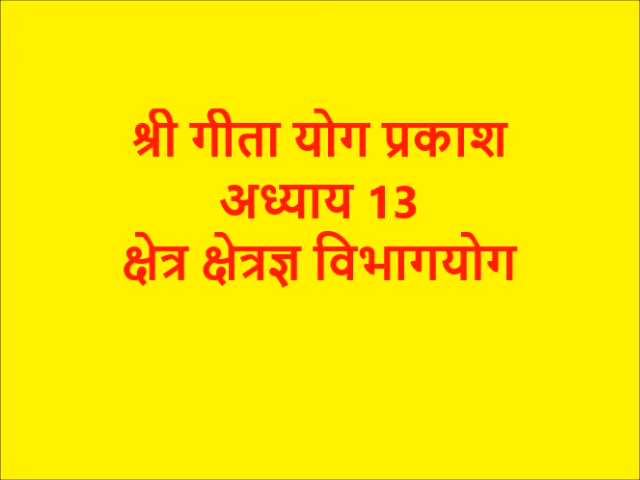 श्री गीता योग प्रकाश
अध्याय 13
क्षेत्र क्षेत्रज्ञ विभागयोग